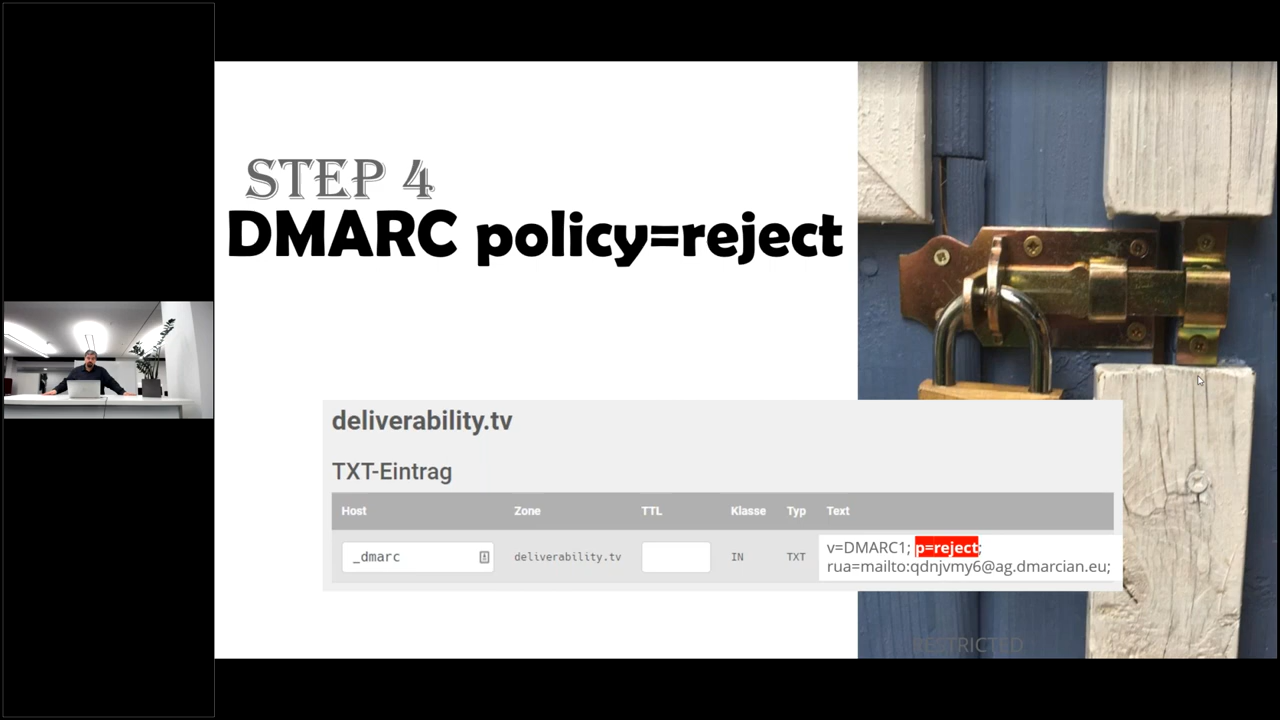 STEP 4
DMARC policy=reject
deliverability.tv
TXT-Eintrag
Host Zone TTL Klasse Typ Text
_dmarc deliverability.tv IN TXT v=DMARC1; p=reject;
rua=mailto:qdnjvmy6@ag.dmarcian.eu;
RESTRICTED